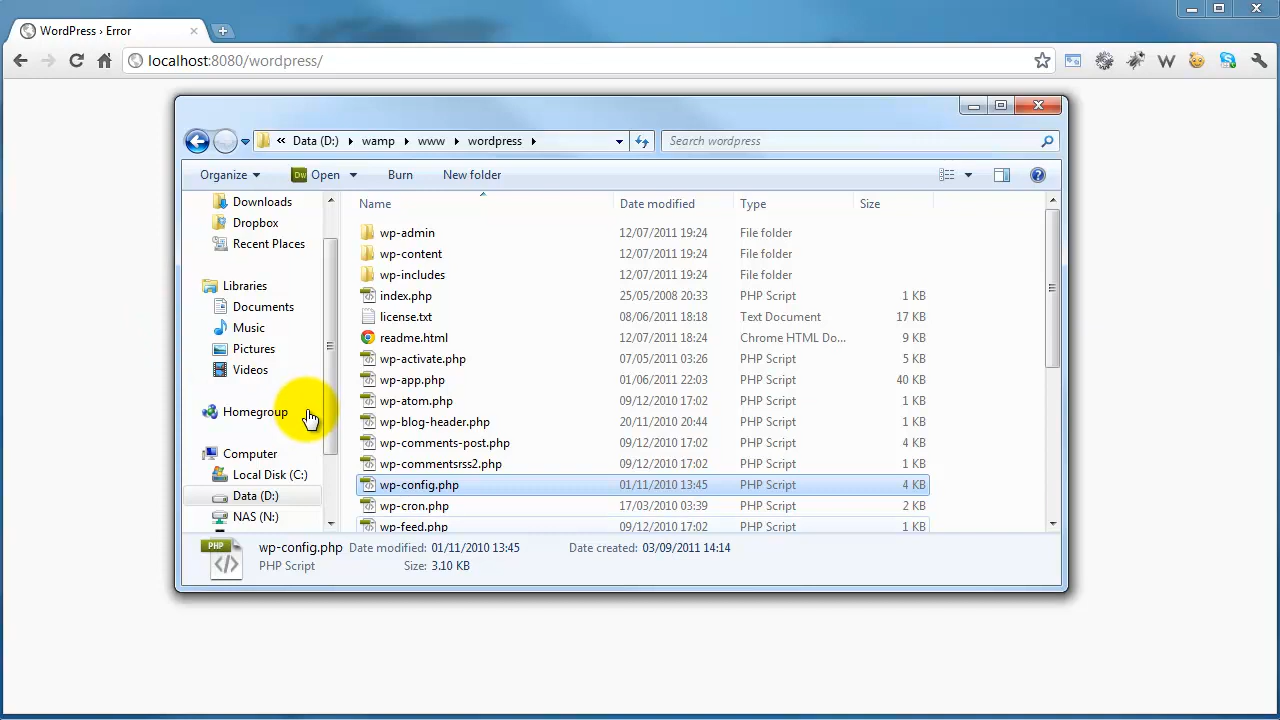 WordPress › Error
localhost:8080/wordpress/
W
« Data (D:) wamp www wordpress
Search wordpress
Organize
Dw Open
Burn
New folder
Downloads
Dropbox
Recent Places
Libraries
Documents
Music
Pictures
Videos
Homegroup
Computer
Local Disk (C:)
Data (D:)
NAS (N:)
Name Date modified Type Size
wp-admin 12/07/2011 19:24 File folder
wp-content 12/07/2011 19:24 File folder
wp-includes 12/07/2011 19:24 File folder
index.php 25/05/2008 20:33 PHP Script 1 KB
license.txt 08/06/2011 18:18 Text Document 17 KB
readme.html 12/07/2011 18:24 Chrome HTML Do... 9 KB
wp-activate.php 07/05/2011 03:26 PHP Script 5 KB
wp-app.php 01/06/2011 22:03 PHP Script 40 KB
wp-atom.php 09/12/2010 17:02 PHP Script 1 KB
wp-blog-header.php 20/11/2010 20:44 PHP Script 1 KB
wp-comments-post.php 09/12/2010 17:02 PHP Script 4 KB
wp-commentsrss2.php 09/12/2010 17:02 PHP Script 1 KB
wp-config.php 01/11/2010 13:45 PHP Script 4 KB
wp-cron.php 17/03/2010 03:39 PHP Script 2 KB
wp-feed.php 09/12/2010 17:02 PHP Script 1 KB
PHP
wp-config.php Date modified: 01/11/2010 13:45 Date created: 03/09/2011 14:14
PHP Script Size: 3.10 KB